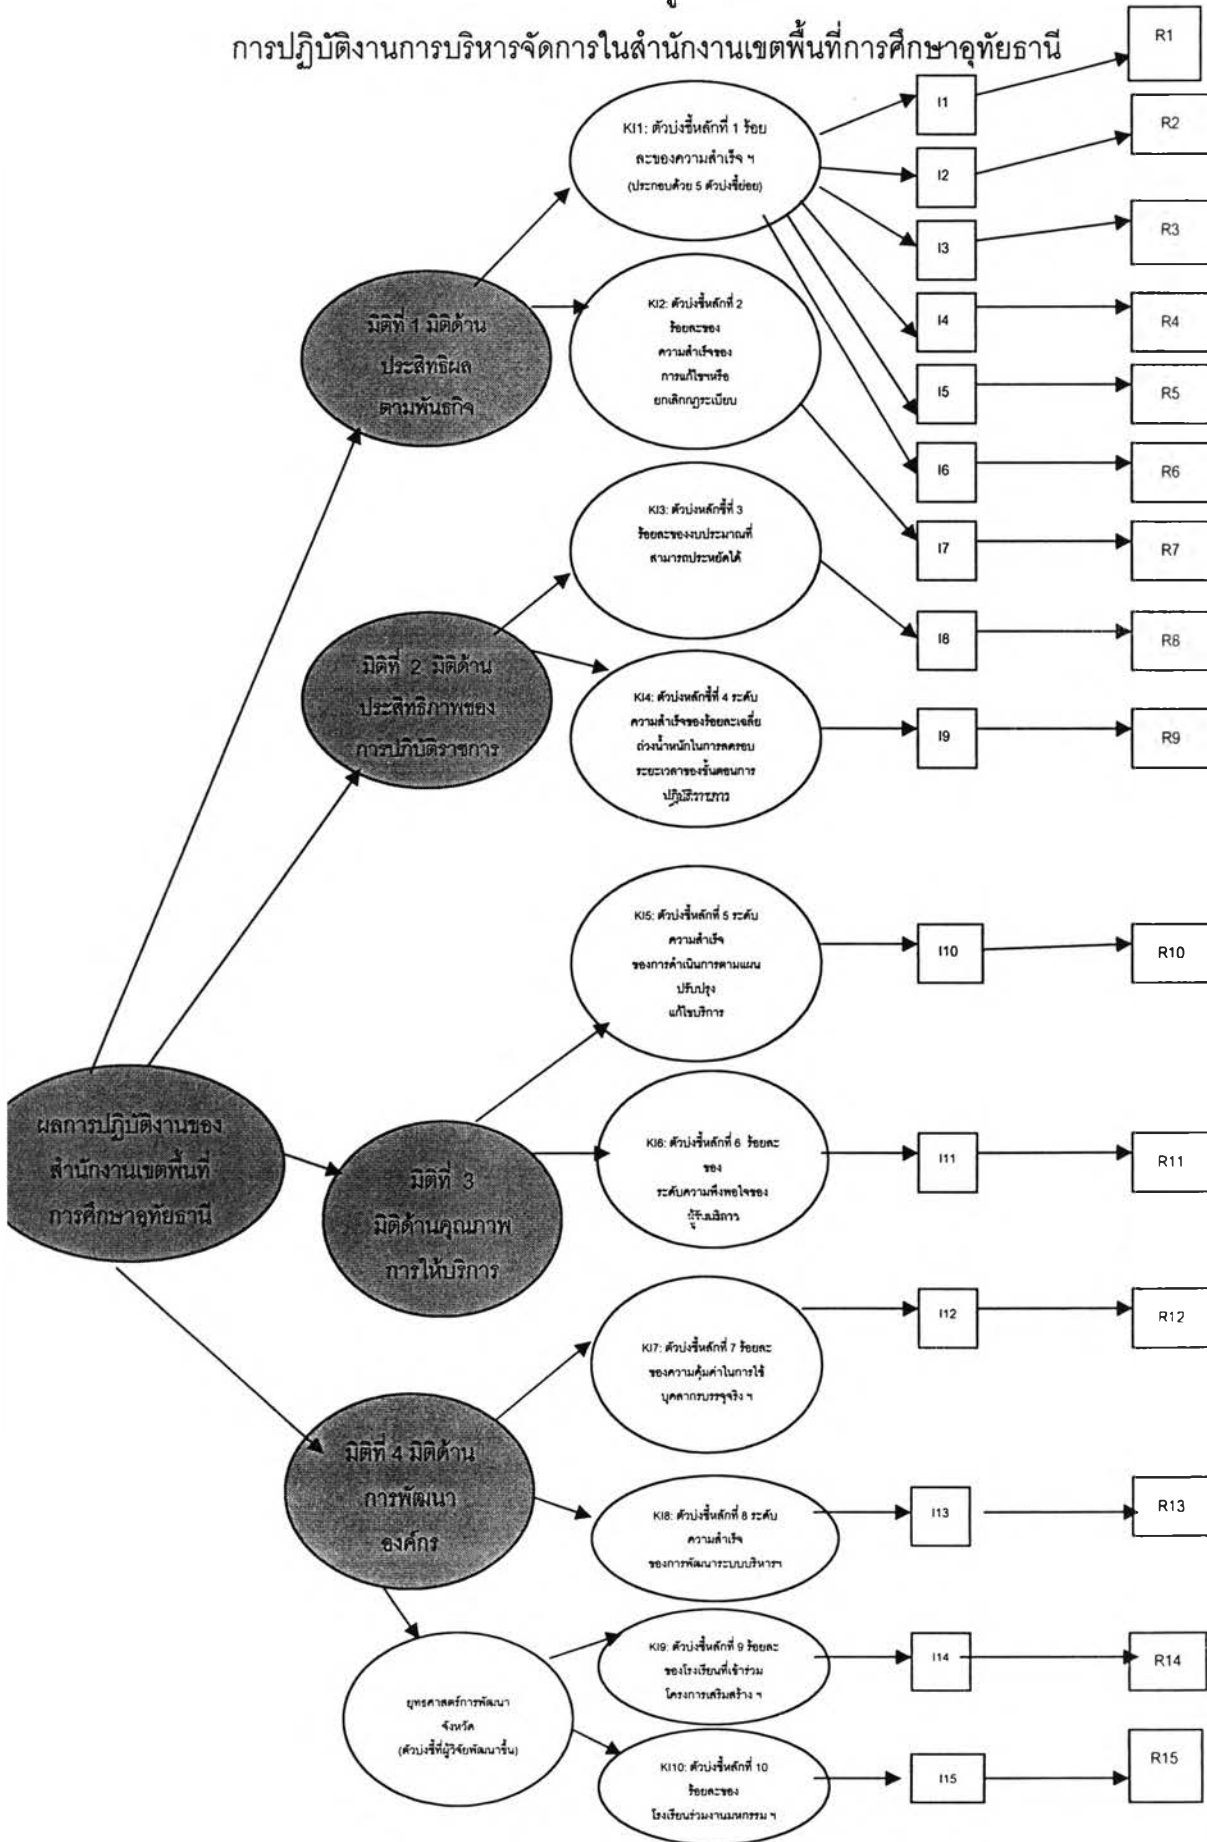 การปฏิบัติงานการบริหารจัดการในสำนักงานเขตพื้นที่การศึกษาอุทัยธานี
KI1: ตัวบ่งชี้หลักที่ 1 ร้อย
ละของความสำเร็จ ฯ
(ประกอบด้วย 5 ตัวบ่งชี้ย่อย)
I1
R1
I2
R2
I3
R3
มิติที่ 1 มิติด้าน
ประสิทธิผล
ตามพันธกิจ
KI2: ตัวบ่งชี้หลักที่ 2
ร้อยละของ
ความสำเร็จของ
การแก้ไขฯหรือ
ยกเลิกกฎระเบียบ
I4
R4
I5
R5
I6
R6
I7
R7
KI3: ตัวบ่งหลักชี้ที่ 3
ร้อยละของงบประมาณที่
สามารถประหยัดได้
I8
R8
มิติที่ 2 มิติด้าน
ประสิทธิภาพของ
การปฏิบัติราชการ
KI4: ตัวบ่งหลักชี้ที่ 4 ระดับ
ความสำเร็จของร้อยละเฉลี่ย
ถ่วงน้ำหนักในการลดรอบ
ระยะเวลาของขั้นตอนการ
ปฏิบัติราชการ
I9
R9
KI5: ตัวบ่งชี้หลักที่ 5 ระดับ
ความสำเร็จ
ของการดำเนินการตามแผน
ปรับปรุง
แก้ไขบริการ
I10
R10
ผลการปฏิบัติงานของ
สำนักงานเขตพื้นที่
การศึกษาอุทัยธานี
มิติที่ 3
มิติด้านคุณภาพ
การให้บริการ
KI6: ตัวบ่งชี้หลักที่ 6 ร้อยละ
ของ
ระดับความพึงพอใจของ
ผู้รับบริการ
I11
R11
KI7: ตัวบ่งชี้หลักที่ 7 ร้อยละ
ของความคุ้มค่าในการใช้
บุคลากรบรรจุจริง ฯ
I12
R12
มิติที่ 4 มิติด้าน
การพัฒนา
องค์กร
KI8: ตัวบ่งชี้หลักที่ 8 ระดับ
ความสำเร็จ
ของการพัฒนาระบบบริหารฯ
I13
R13
ยุทธศาสตร์การพัฒนา
จังหวัด
(ตัวบ่งชี้ที่ผู้วิจัยพัฒนาขึ้น)
KI9: ตัวบ่งชี้หลักที่ 9 ร้อยละ
ของโรงเรียนที่เข้าร่วม
โครงการเสริมสร้าง ฯ
I14
R14
KI10: ตัวบ่งชี้หลักที่ 10
ร้อยละของ
โรงเรียนร่วมงานมหกรรม ฯ
I15
R15